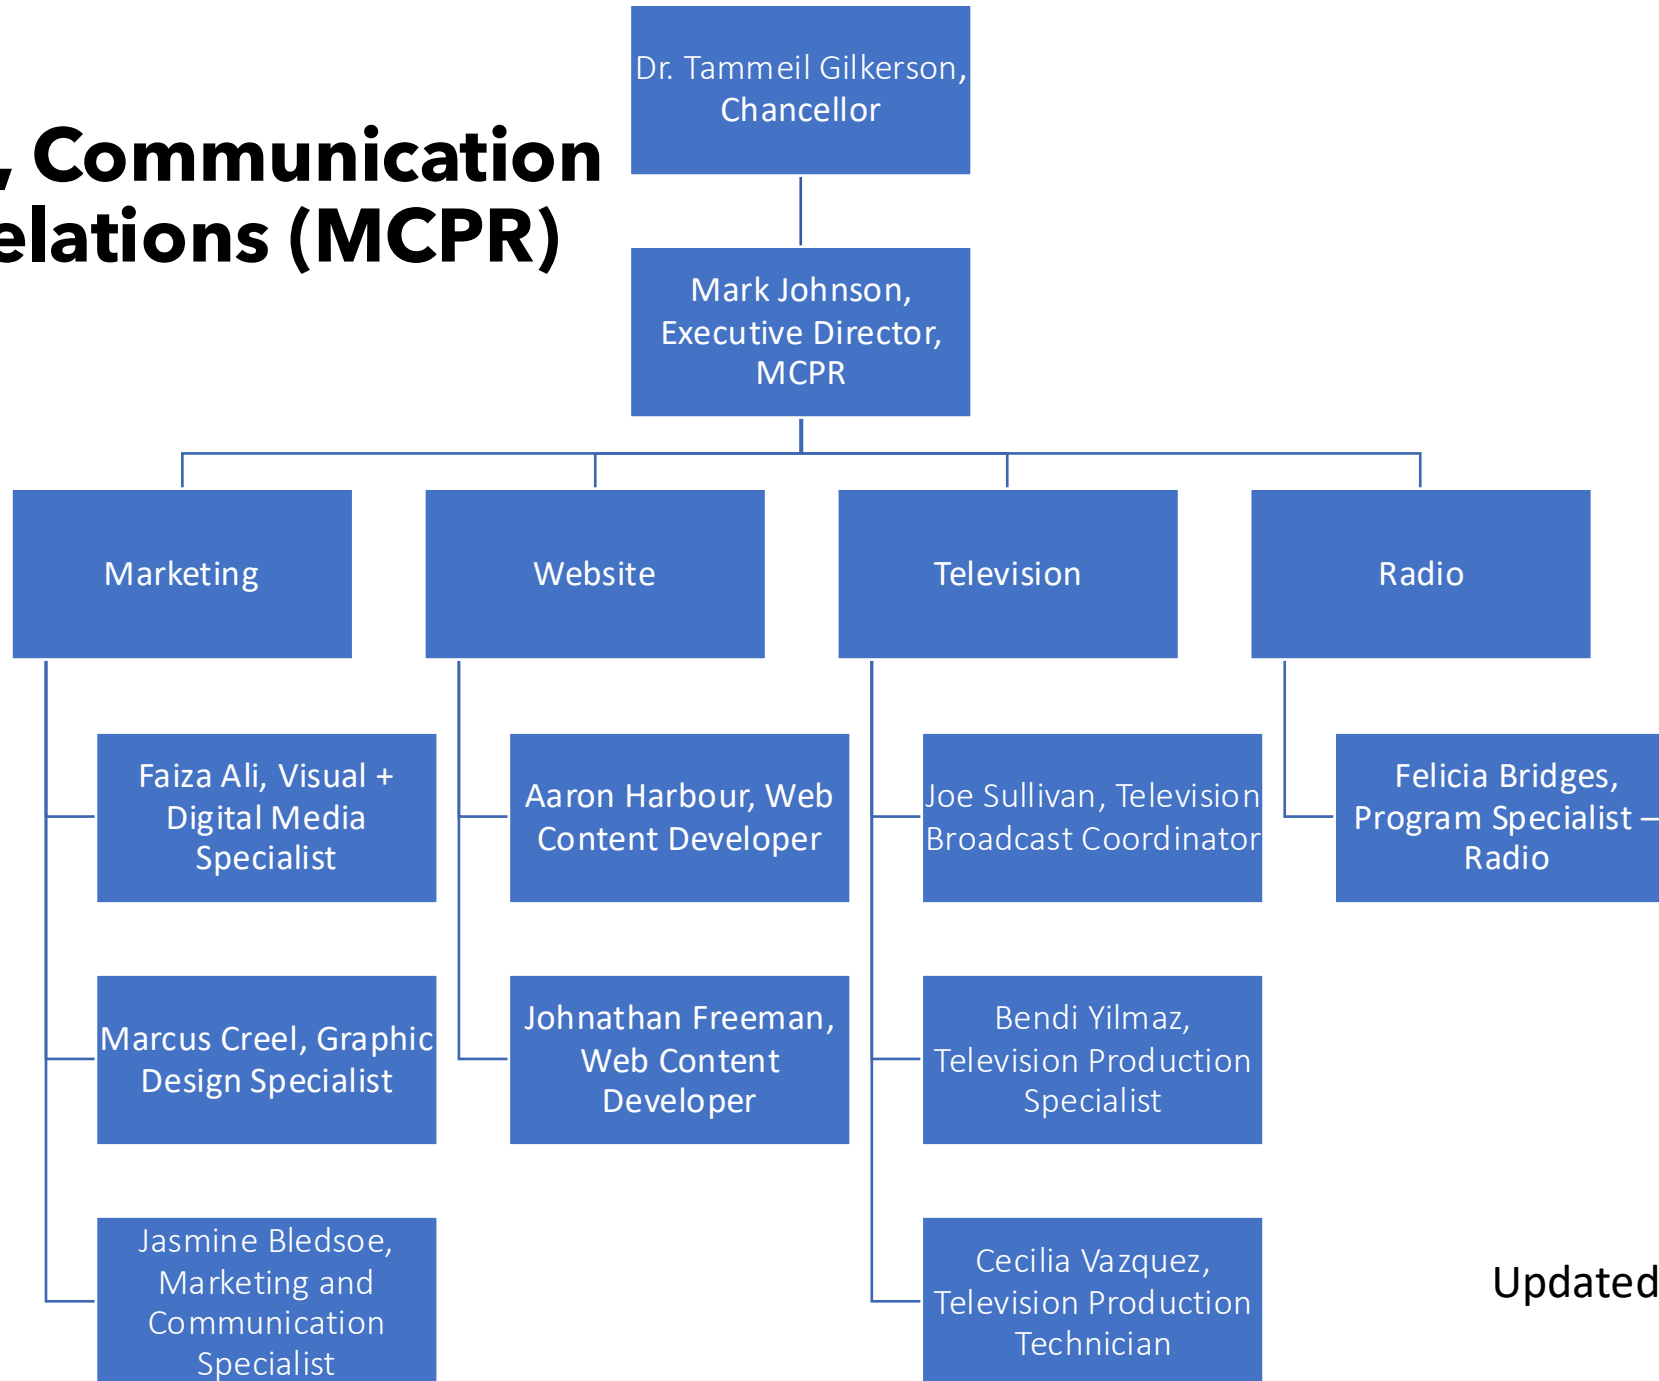 Dr. Tammeil Gilkerson,
Chancellor
, Communication
elations (MCPR)
Mark Johnson,
Executive Director,
MCPR
Marketing
Website
Television
Radio
Faiza Ali, Visual +
Digital Media
Specialist
Aaron Harbour, Web
Content Developer
Joe Sullivan, Television
Broadcast Coordinator
Felicia Bridges,
Program Specialist –
Radio
Marcus Creel, Graphic
Design Specialist
Johnathan Freeman,
Web Content
Developer
Bendi Yilmaz,
Television Production
Specialist
Jasmine Bledsoe,
Marketing and
Communication
Specialist
Cecilia Vazquez,
Television Production
Technician
Updated